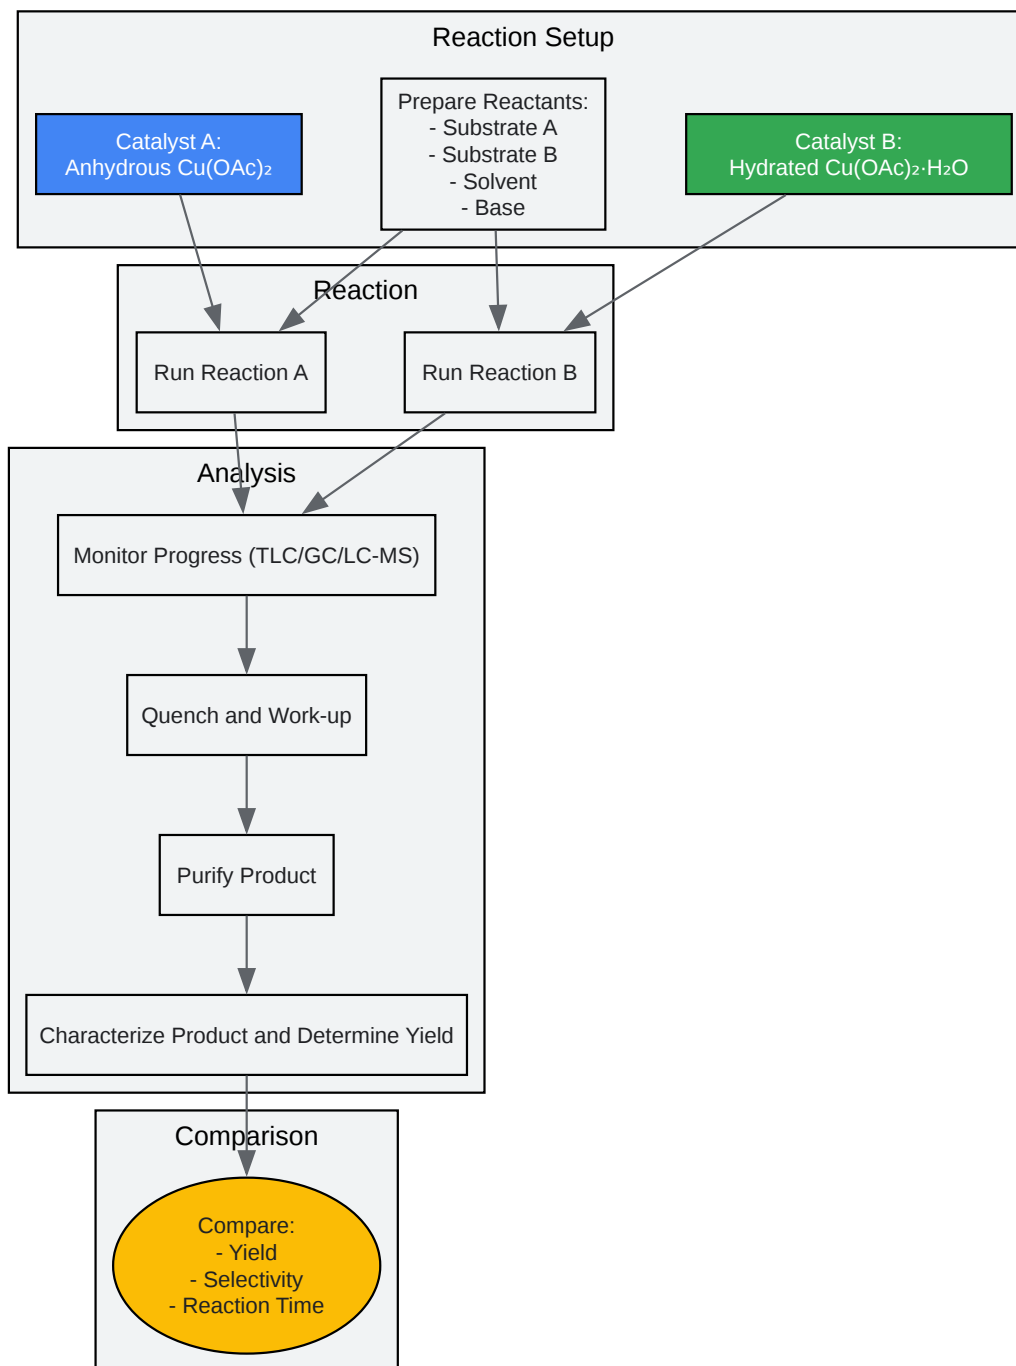 Reaction Setup
Catalyst A:
Anhydrous Cu(OAc)₂
Prepare Reactants:
- Substrate A
- Substrate B
- Solvent
- Base
Catalyst B:
Hydrated Cu(OAc)₂·H₂O
Reaction
Run Reaction A
Run Reaction B
Analysis
Monitor Progress (TLC/GC/LC-MS)
Quench and Work-up
Purify Product
Characterize Product and Determine Yield
Comparison
Compare:
- Yield
- Selectivity
- Reaction Time